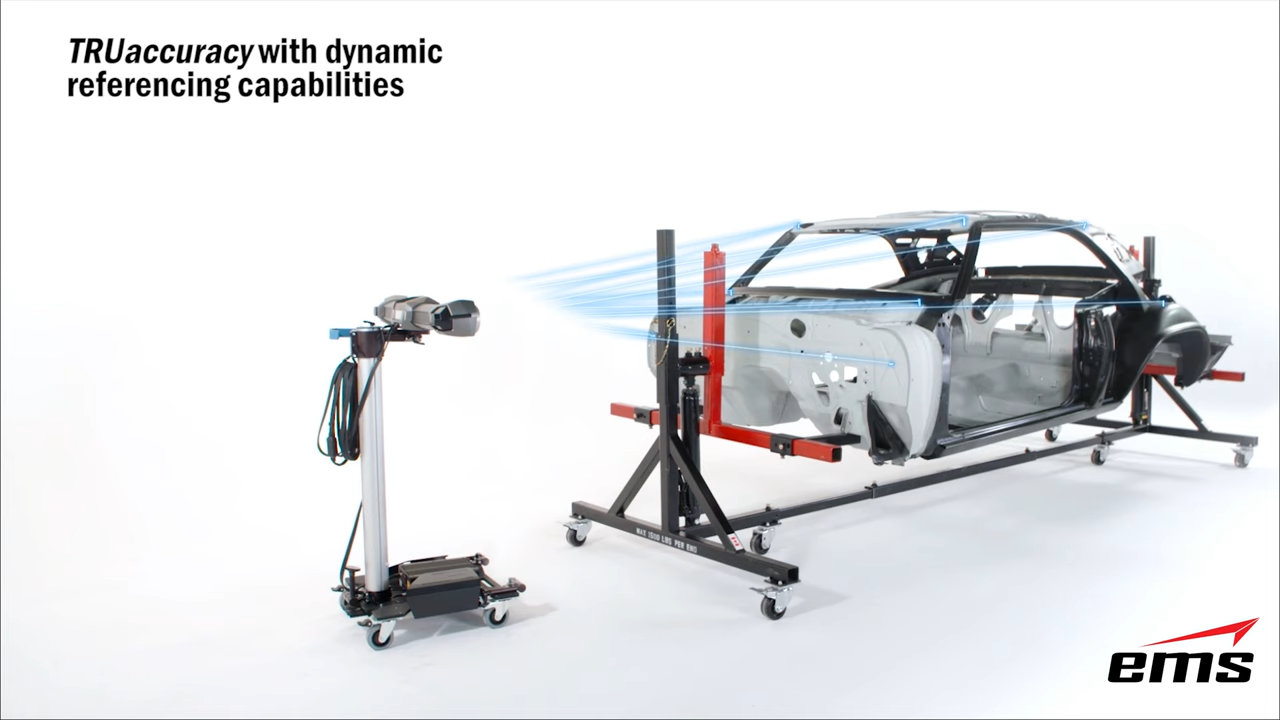 TRUaccuracy with dynamic
referencing capabilities
MAX 1500 LBS PER END
ems